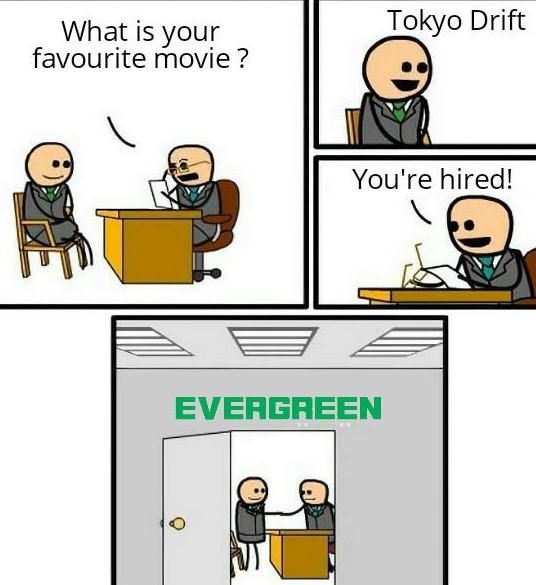 What is your
favourite movie ?
Tokyo Drift
You're hired!
EVERGREEN